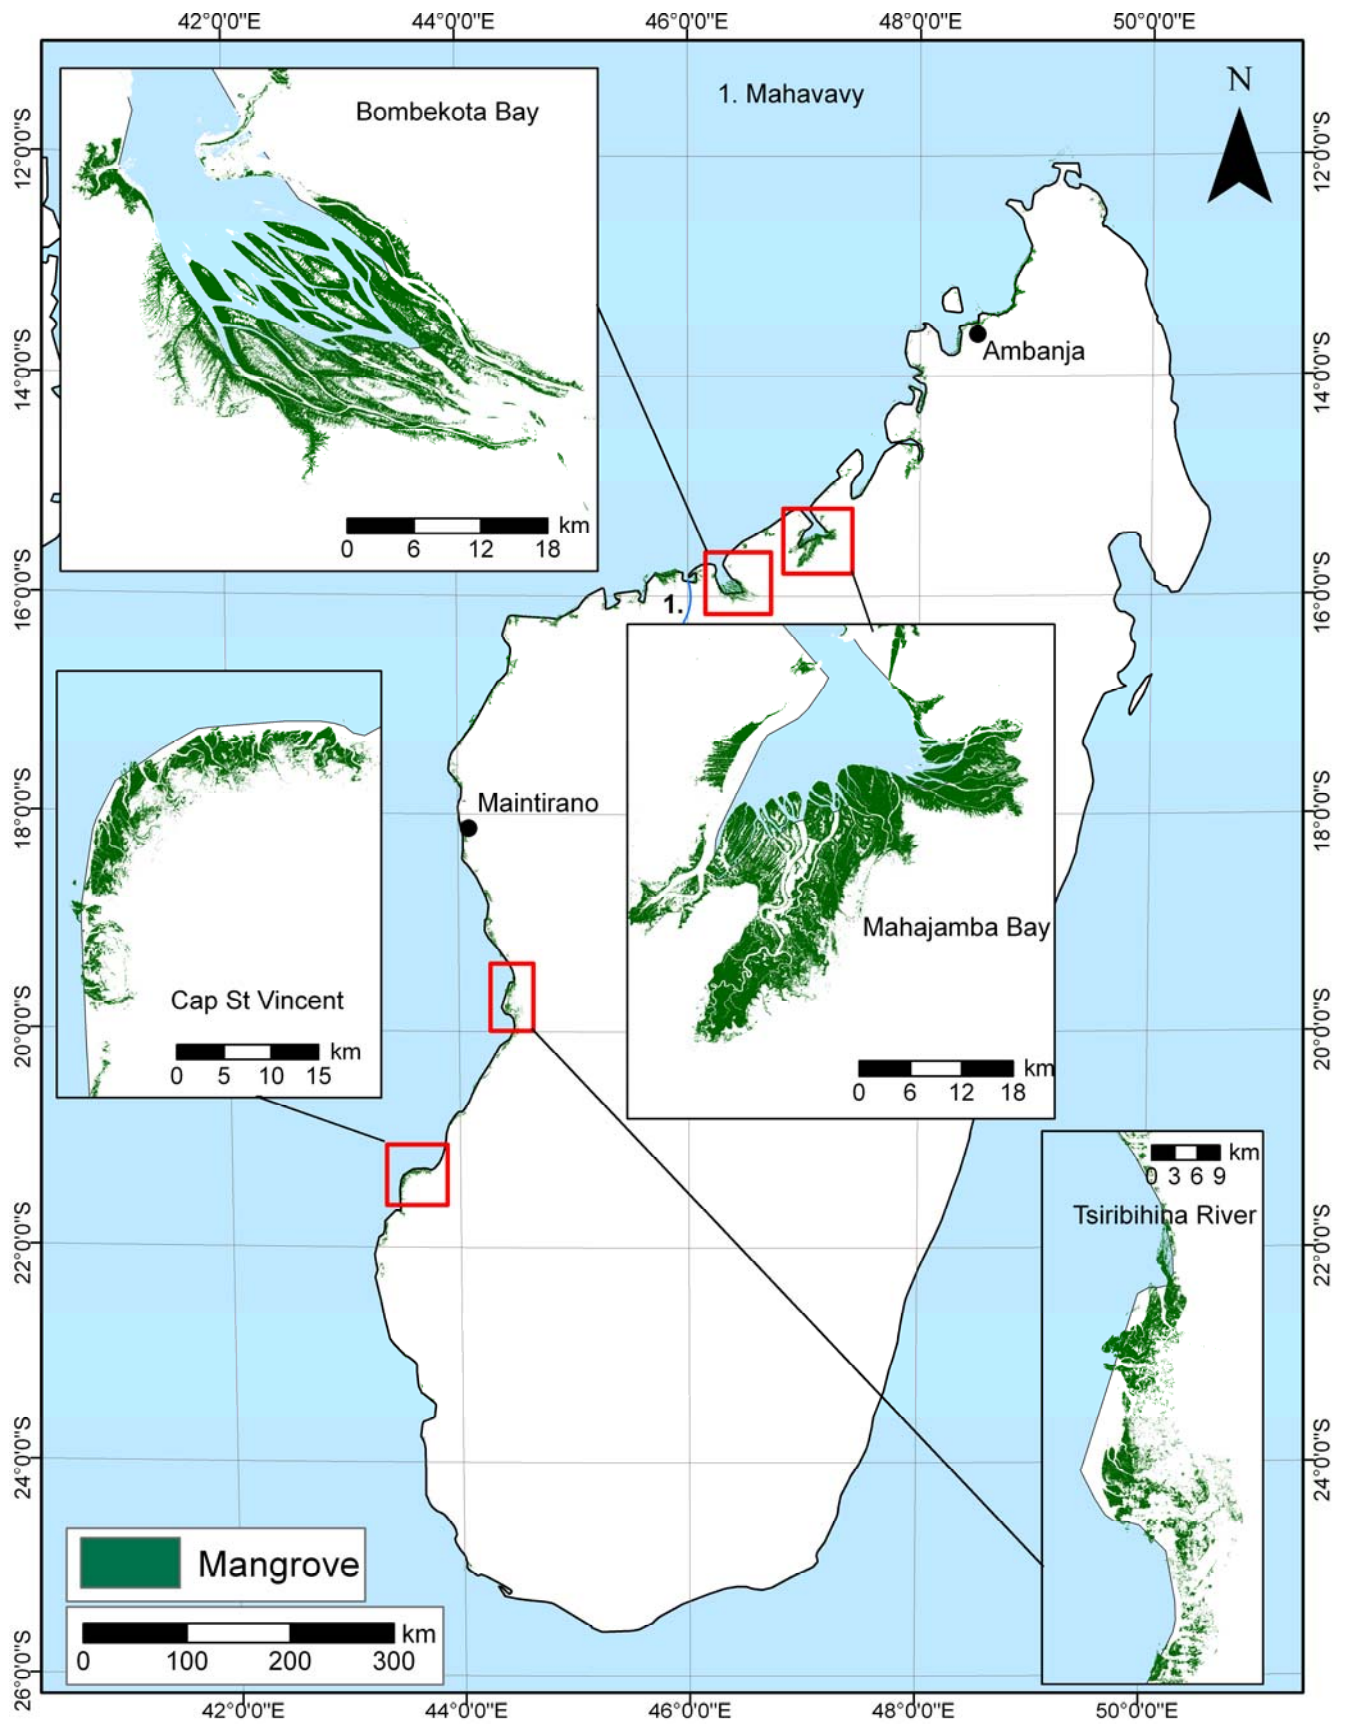 42°0'0"E 44°0'0"E 46°0'0"E 48°0'0"E 50°0'0"E
1. Mahavavy
N
Bombekota Bay
12°0'0"S
12°0'0"S
Ambanja
14°0'0"S
14°0'0"S
km
0 6 12 18
16°0'0"S
16°0'0"S
1.
Maintirano
18°0'0"S
18°0'0"S
Mahajamba Bay
Cap St Vincent
km
0 5 10 15
20°0'0"S
20°0'0"S
km
0 6 12 18
km
0 3 6 9
Tsiribihina River
22°0'0"S
22°0'0"S
24°0'0"S
24°0'0"S
Mangrove
km
0 100 200 300
26°0'0"S
42°0'0"E 44°0'0"E 46°0'0"E 48°0'0"E 50°0'0"E